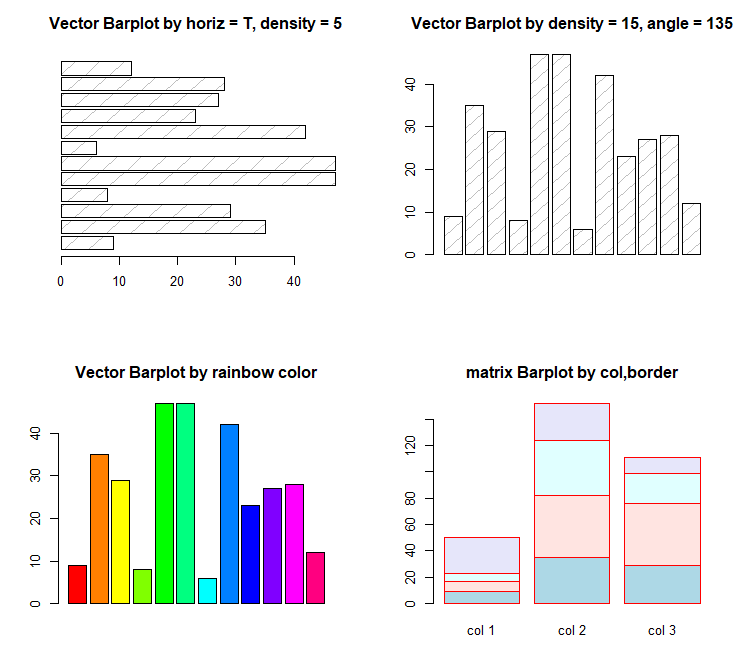 Vector Barplot by horiz = T, density = 5
0 10 20 30 40
Vector Barplot by density = 15, angle = 135
40
30
20
10
0
Vector Barplot by rainbow color
40
30
20
10
0
matrix Barplot by col,border
120
80
60
40
20
0
col 1 col 2 col 3